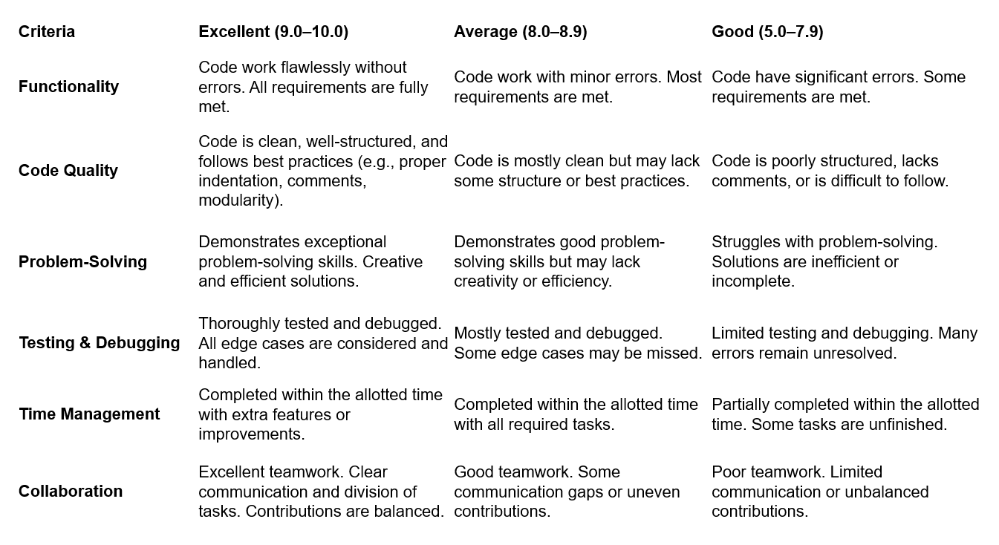 Criteria
Excellent (9.0–10.0)
Average (8.0–8.9)
Good (5.0–7.9)
Functionality
Code work flawlessly without
errors. All requirements are fully
met.
Code work with minor errors. Most
requirements are met.
Code have significant errors. Some
requirements are met.
Code Quality
Code is clean, well-structured, and
follows best practices (e.g., proper
indentation, comments,
modularity).
Code is mostly clean but may lack
some structure or best practices.
Code is poorly structured, lacks
comments, or is difficult to follow.
Problem-Solving
Demonstrates exceptional
problem-solving skills. Creative
and efficient solutions.
Demonstrates good problem-
solving skills but may lack
creativity or efficiency.
Struggles with problem-solving.
Solutions are inefficient or
incomplete.
Testing & Debugging
Thoroughly tested and debugged.
All edge cases are considered and
handled.
Mostly tested and debugged.
Some edge cases may be missed.
Limited testing and debugging. Many
errors remain unresolved.
Time Management
Completed within the allotted time
with extra features or
improvements.
Completed within the allotted time
with all required tasks.
Partially completed within the allotted
time. Some tasks are unfinished.
Collaboration
Excellent teamwork. Clear
communication and division of
tasks. Contributions are balanced.
Good teamwork. Some
communication gaps or uneven
contributions.
Poor teamwork. Limited
communication or unbalanced
contributions.